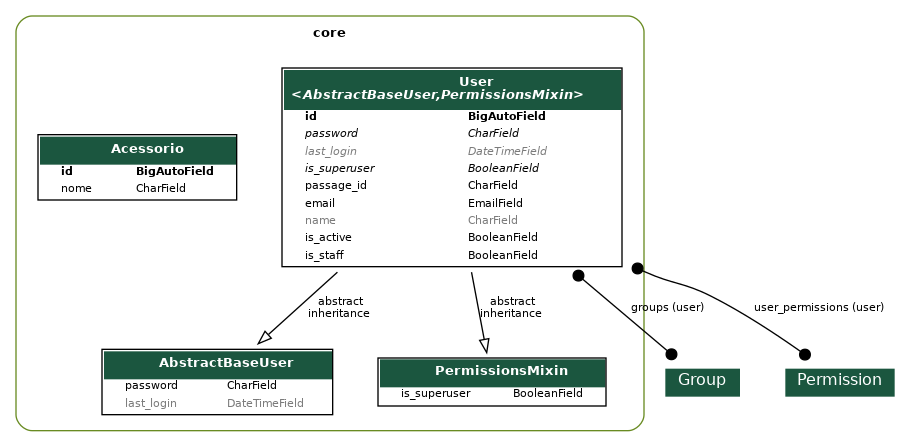 core
User
<AbstractBaseUser,PermissionsMixin>
id BigAutoField
password CharField
last_login DateTimeField
is_superuser BooleanField
passage_id CharField
email EmailField
name CharField
is_active BooleanField
is_staff BooleanField
Acessorio
id BigAutoField
nome CharField
abstract
inheritance
abstract
inheritance
groups (user)
user_permissions (user)
AbstractBaseUser
password CharField
last_login DateTimeField
PermissionsMixin
is_superuser BooleanField
Group
Permission